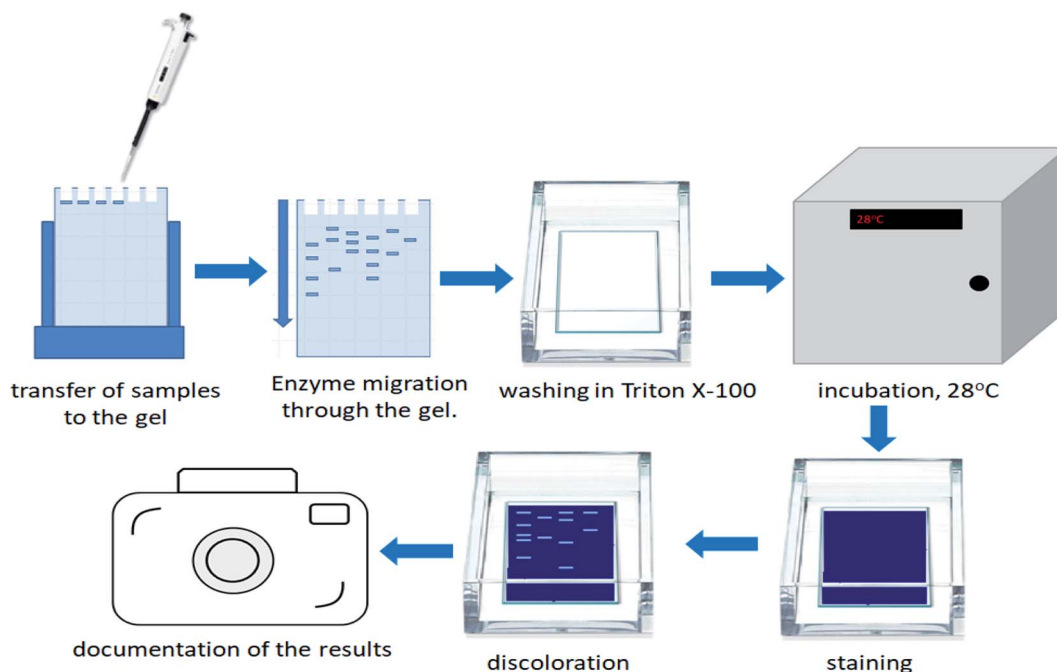 transfer of samples
to the gel
Enzyme migration
through the gel.
washing in Triton X-100
28°C
incubation, 28°C
documentation of the results
discoloration
staining